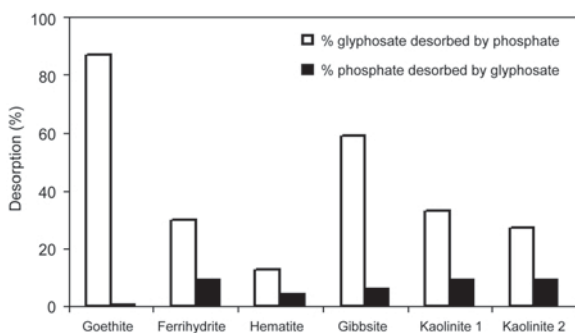 100
% glyphosate desorbed by phosphate
% phosphate desorbed by glyphosate
80
60
40
20
0
Desorption (%)
Goethite Ferrihydrite Hematite Gibbsite Kaolinite 1 Kaolinite 2